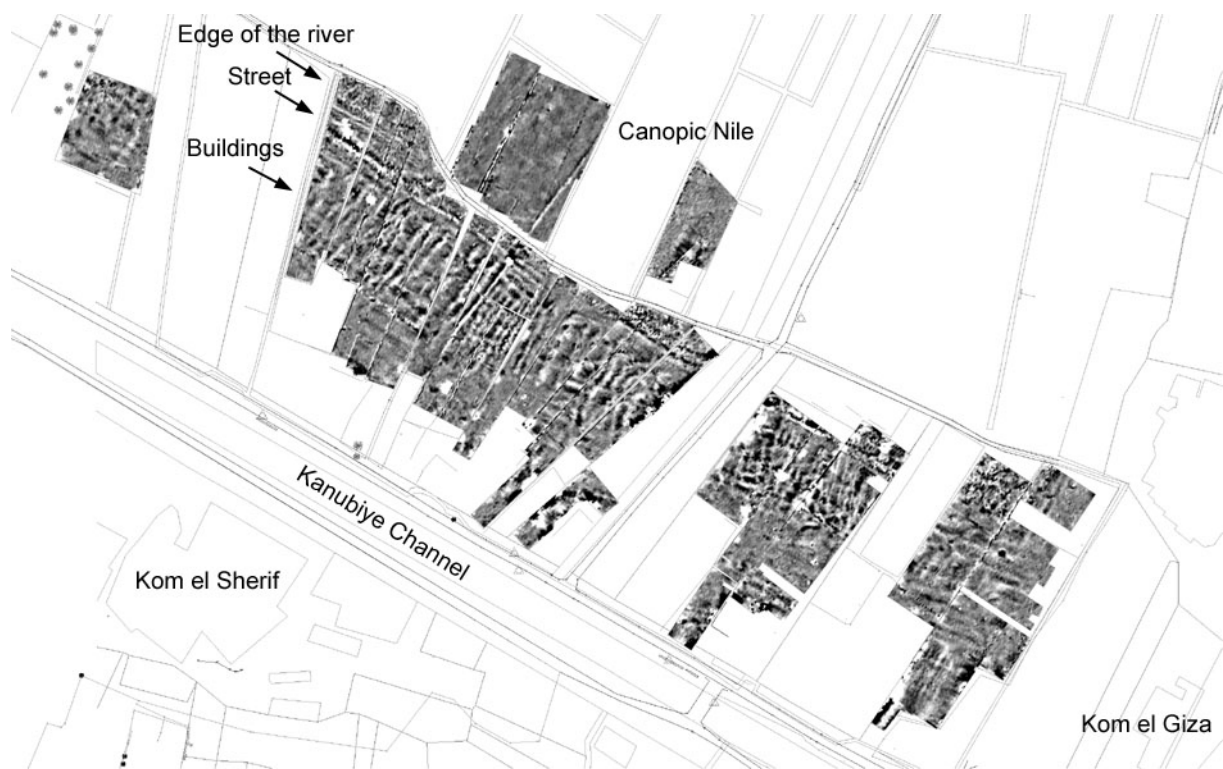 Edge of the river
Street
Canopic Nile
Buildings
Kanubiye Channel
Kom el Sherif
Kom el Giza